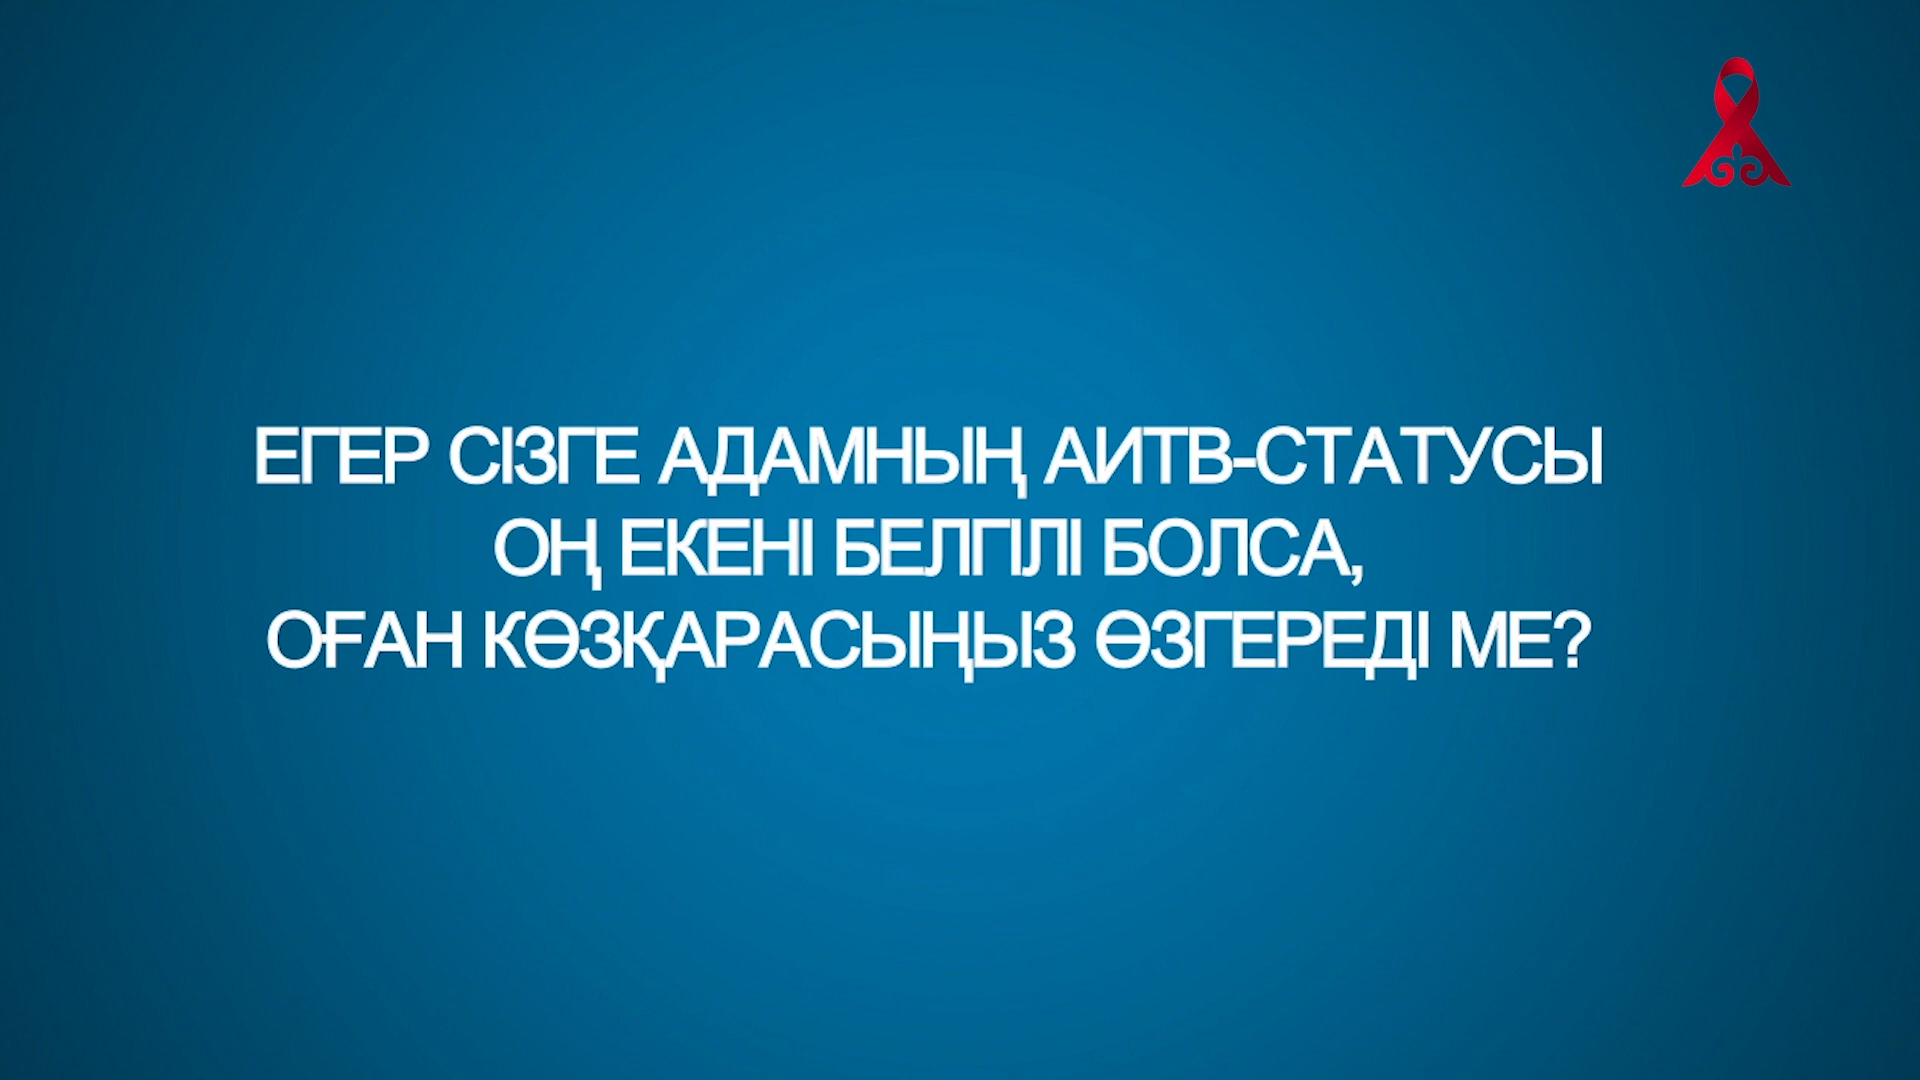 ЕГЕР СІЗГЕ АДАМНЫҢ АИТВ-СТАТУСЫ
ОҢ ЕКЕНІ БЕЛГІЛІ БОЛСА,
ОҒАН КӨЗҚАРАСЫҢЫЗ ӨЗГЕРЕДІ МЕ?